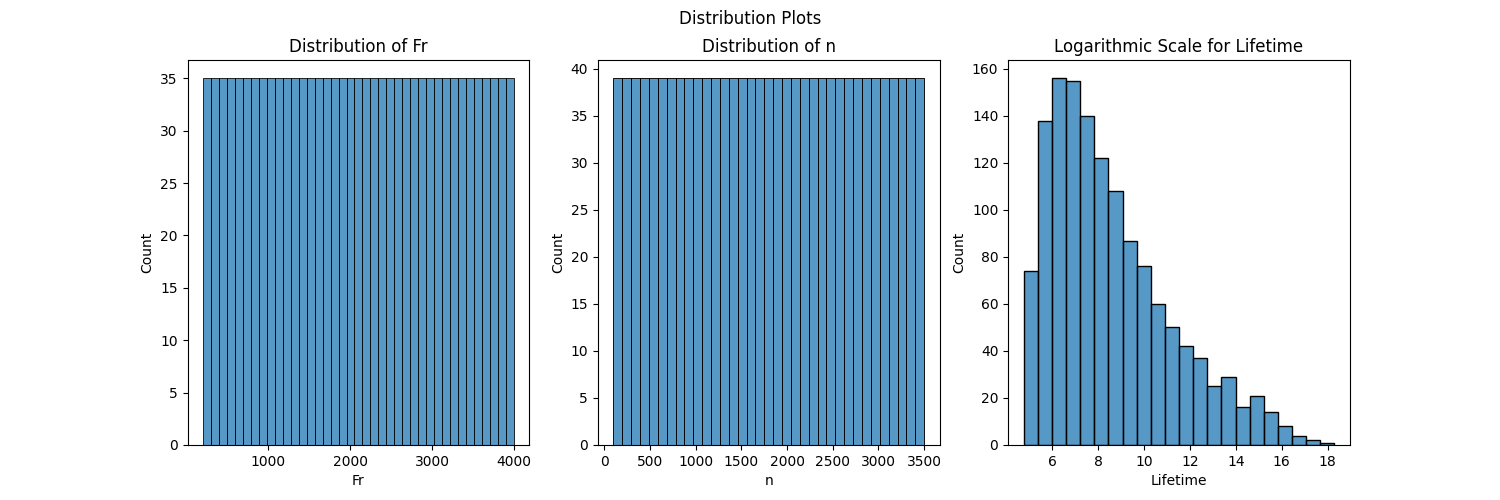 Distribution Plots
Distribution of Fr
35
30
25
20
15
10
5
0
Count
1000 2000 3000 4000
Fr
Distribution of n
40
35
30
25
20
15
10
5
0
Count
0 500 1000 1500 2000 2500 3000 3500
n
Logarithmic Scale for Lifetime
160
140
120
100
80
60
40
20
0
Count
6 8 10 12 14 16 18
Lifetime